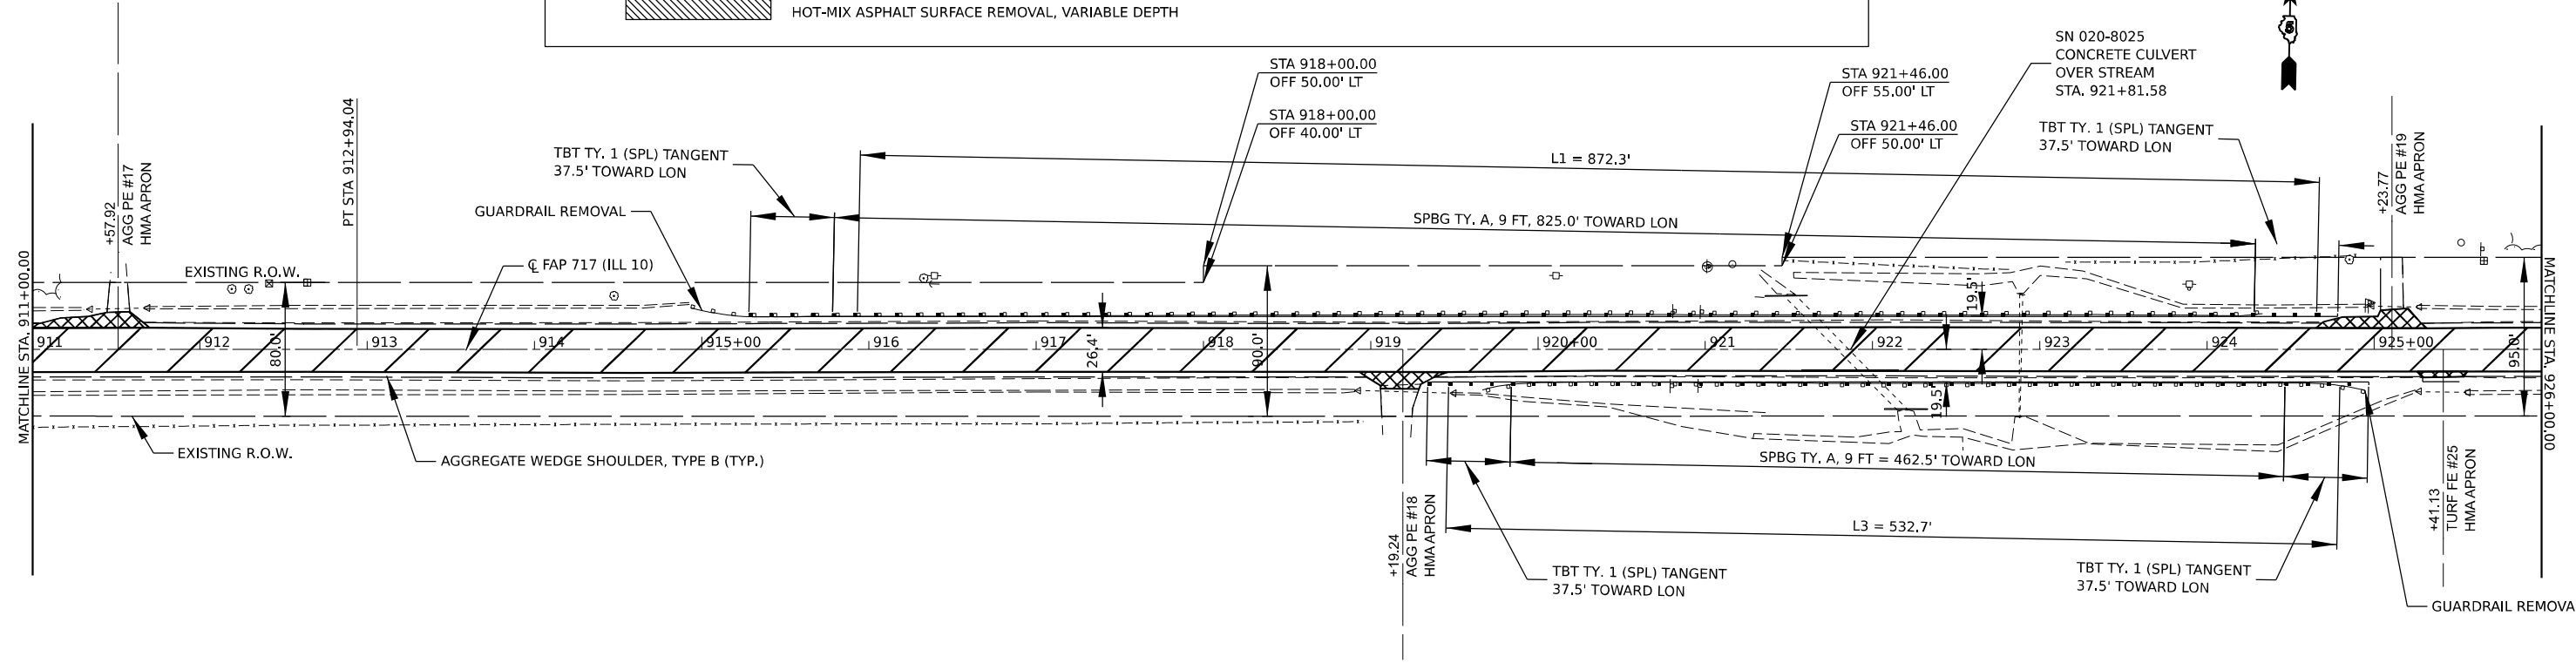 HOT-MIX ASPHALT SURFACE REMOVAL, VARIABLE DEPTH
5
SN 020-8025
CONCRETE CULVERT
OVER STREAM
STA. 921+81.58
STA 918+00.00
OFF 50.00' LT
STA 918+00.00
OFF 40.00' LT
STA 921+46.00
OFF 55.00' LT
STA 921+46.00
OFF 50.00' LT
TBT TY. 1 (SPL) TANGENT
37.5' TOWARD LON
TBT TY. 1 (SPL) TANGENT
37.5' TOWARD LON
L1 = 872.3'
SPBG TY. A, 9 FT, 825.0' TOWARD LON
GUARDRAIL REMOVAL
+57.92
AGG PE #17
HMA APRON
PT STA 912+94.04
+23.77
AGG PE #19
HMA APRON
EXISTING R.O.W.
℄ FAP 717 (ILL 10)
MATCHLINE STA. 911+00.00
MATCHLINE STA. 926+00.00
911
912
913
914
915+00
916
917
918
919
920+00
921
922
923
924
925+00
80.0'
26.4'
90.0'
19.5'
19.5'
95.0'
EXISTING R.O.W.
AGGREGATE WEDGE SHOULDER, TYPE B (TYP.)
SPBG TY. A, 9 FT = 462.5' TOWARD LON
L3 = 532.7'
+19.24
AGG PE #18
HMA APRON
+41.13
TURF FE #25
HMA APRON
TBT TY. 1 (SPL) TANGENT
37.5' TOWARD LON
TBT TY. 1 (SPL) TANGENT
37.5' TOWARD LON
GUARDRAIL REMOVA